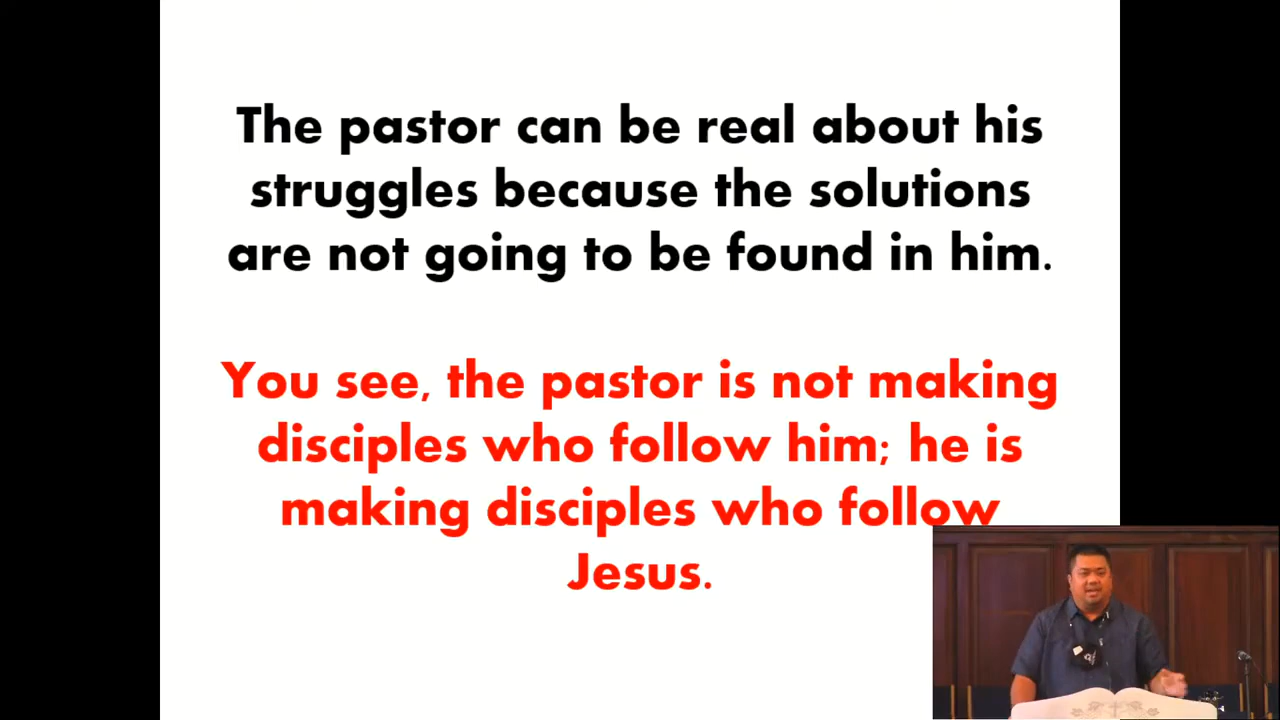 The pastor can be real about his
struggles because the solutions
are not going to be found in him.
You see, the pastor is not making
disciples who follow him; he is
making disciples who follow
Jesus.